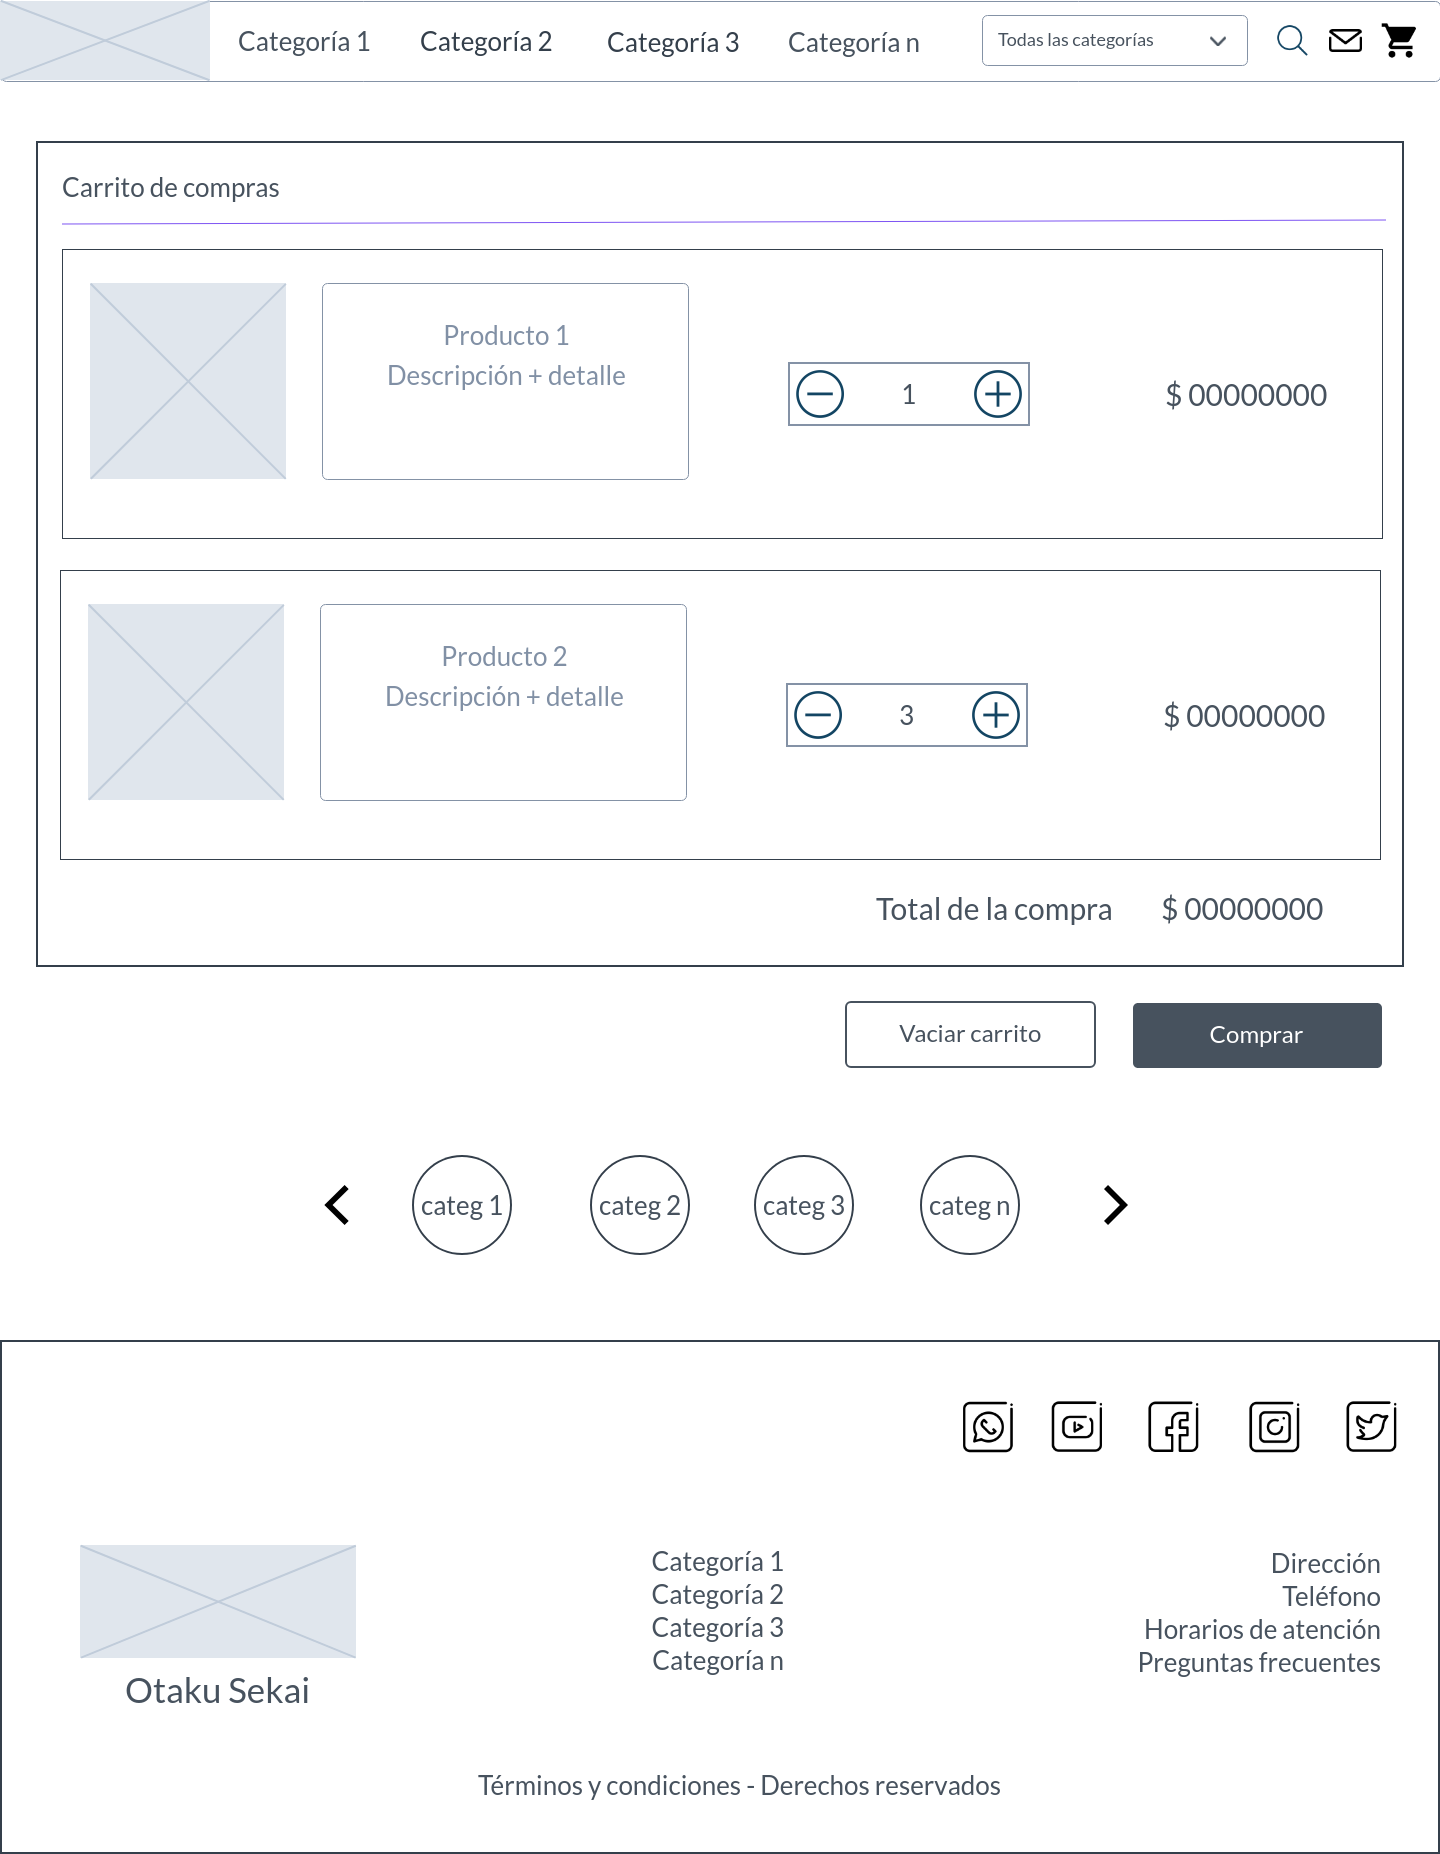 Categoría 1
Categoría 2
Categoría 3
Categoría n
Todas las categorías
Carrito de compras
Producto 1
Descripción + detalle
1
$ 00000000
Producto 2
Descripción + detalle
3
$ 00000000
Total de la compra
$ 00000000
Vaciar carrito
Comprar
categ 1
categ 2
categ 3
categ n
Otaku Sekai
Categoría 1
Categoría 2
Categoría 3
Categoría n
Dirección
Teléfono
Horarios de atención
Preguntas frecuentes
Términos y condiciones - Derechos reservados